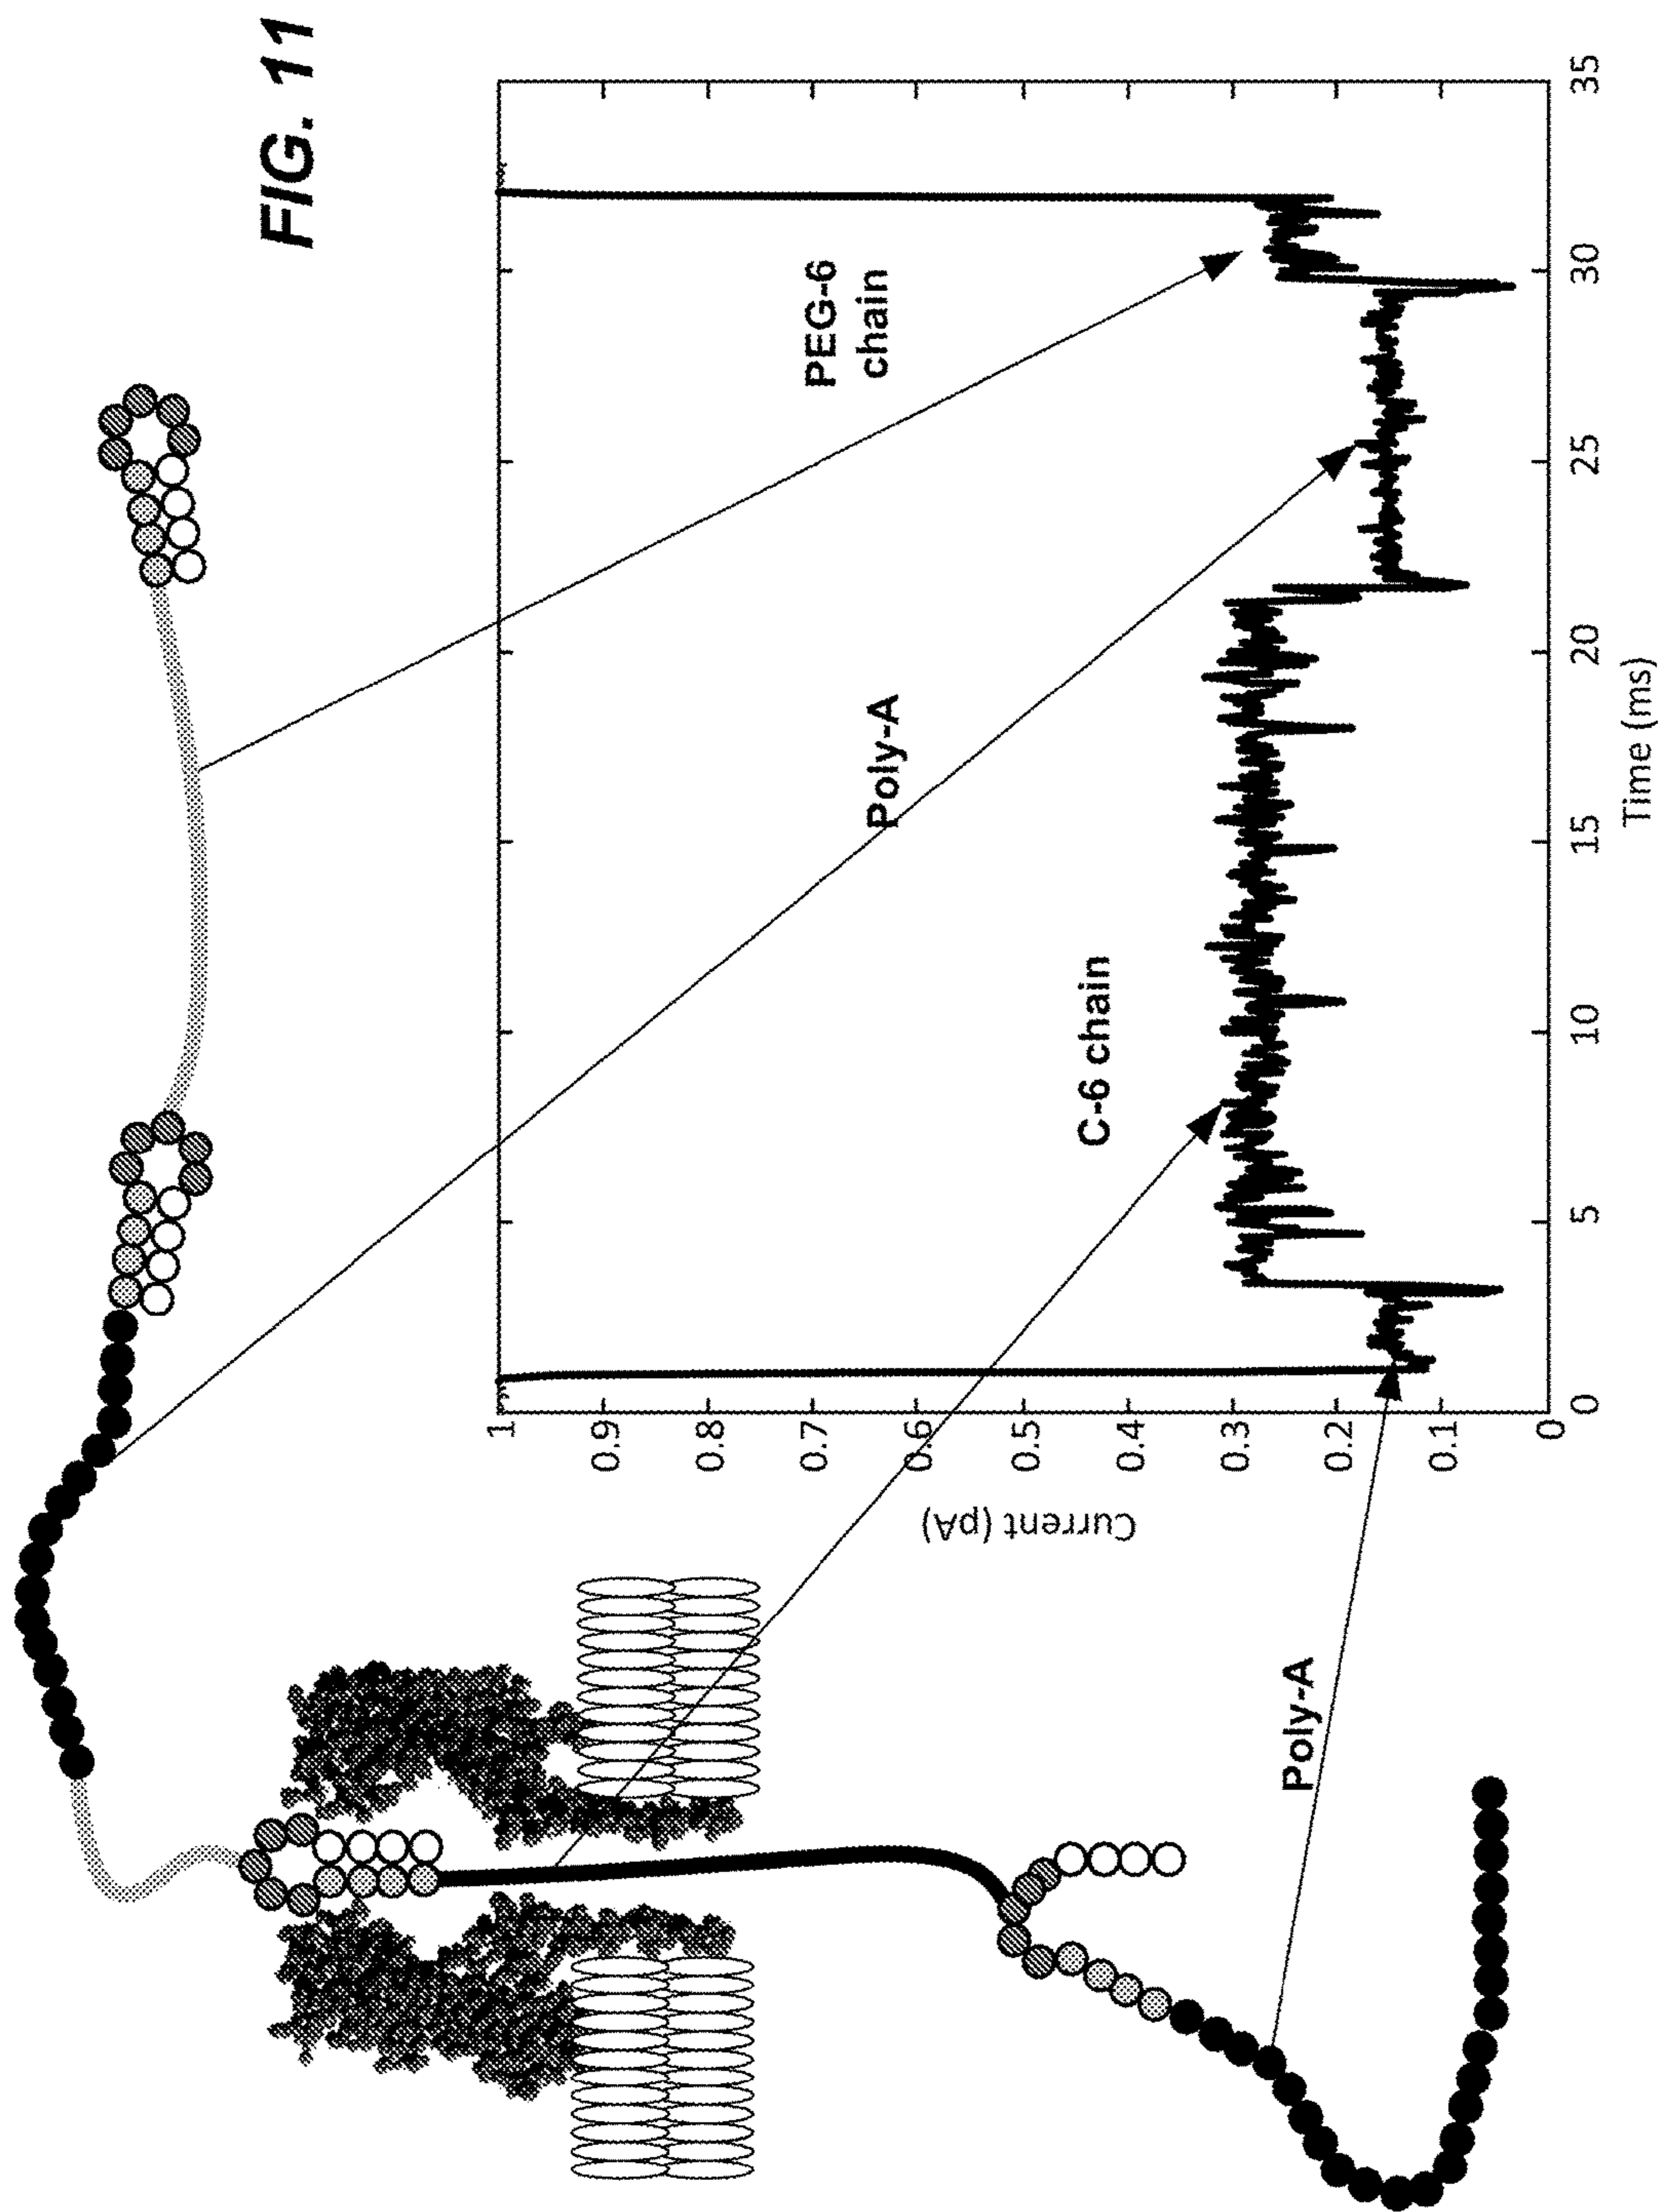 FIG. 11
PEG-6
chain
Poly-A
C-6 chain
Poly-A
Current (pA)
1
0.9
0.8
0.7
0.6
0.5
0.4
0.3
0.2
0.1
0
0
5
10
15
20
25
30
35
Time (ms)